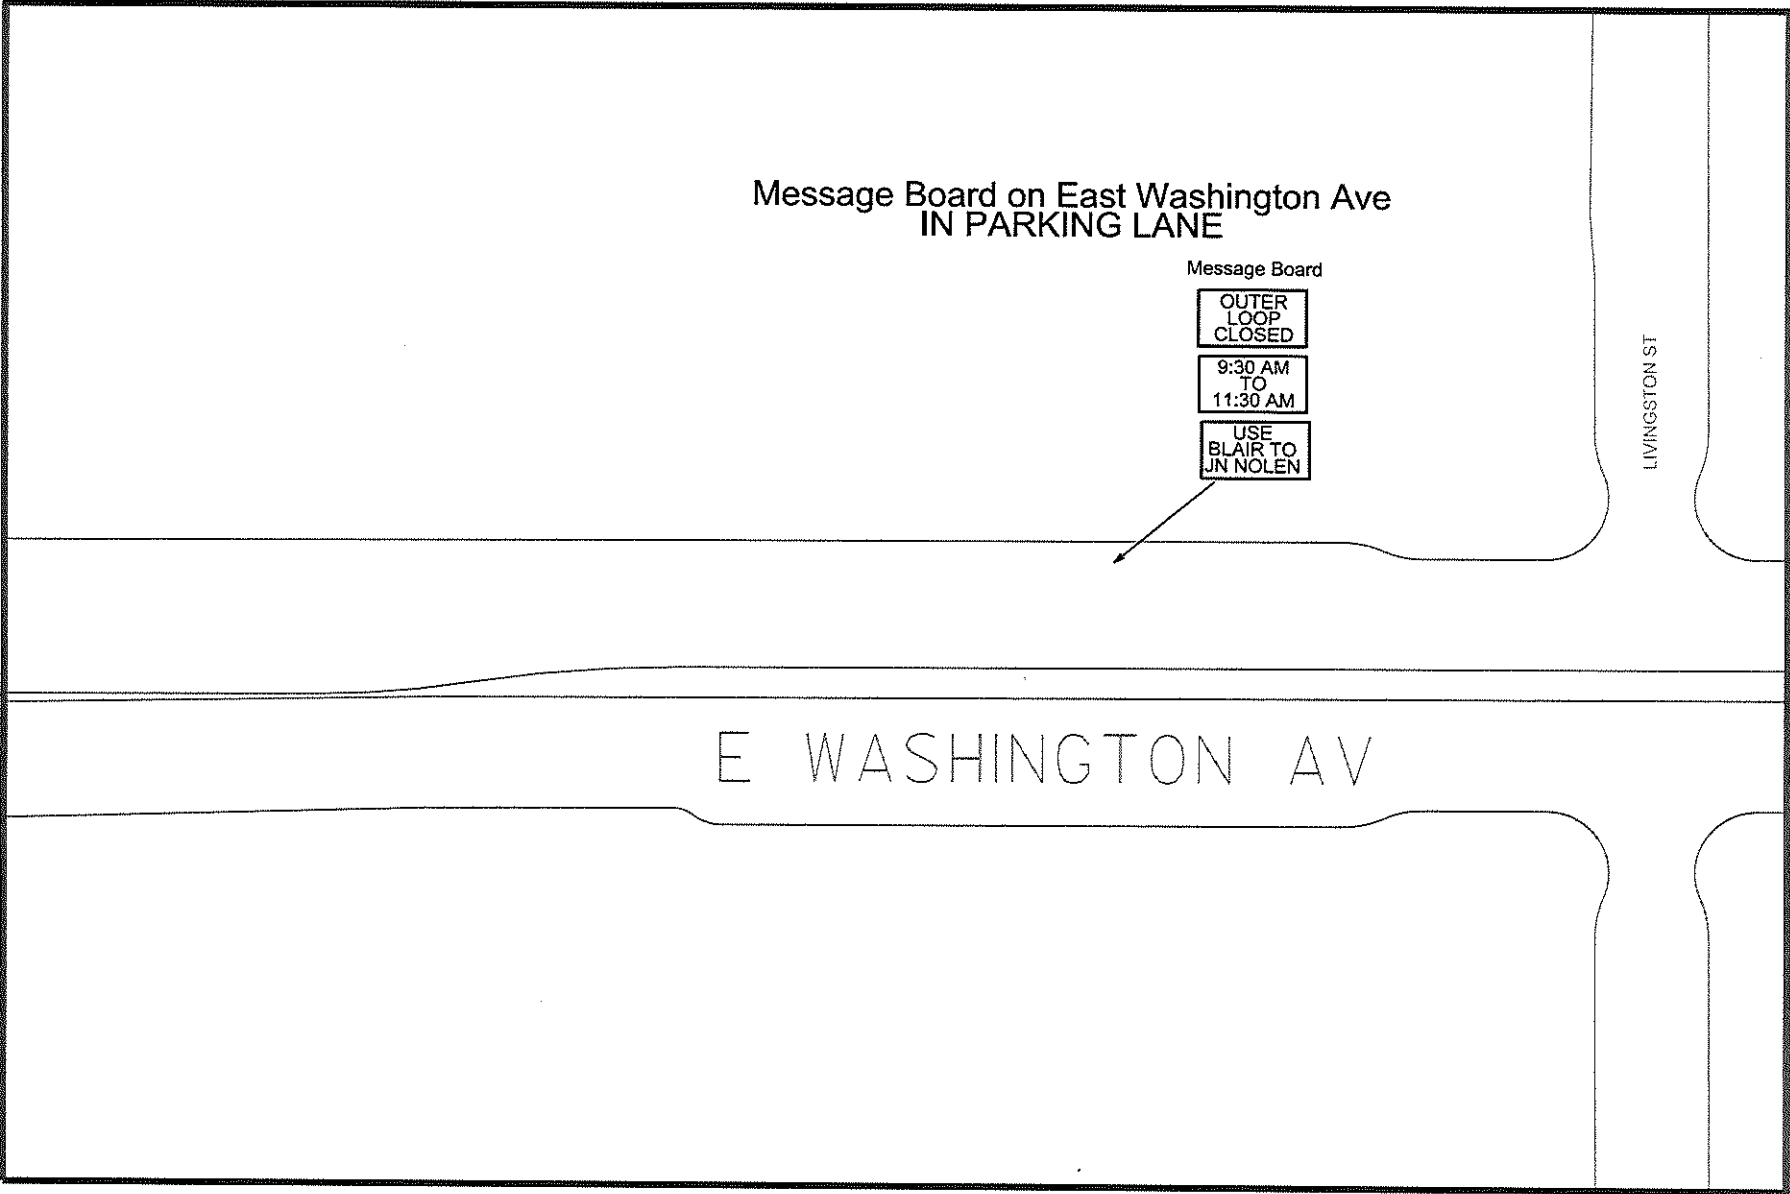 Message Board on East Washington Ave
IN PARKING LANE
Message Board
OUTER
LOOP
CLOSED
9:30 AM
TO
11:30 AM
USE
BLAIR TO
JN NOLEN
LIVINGSTON ST
E WASHINGTON AV